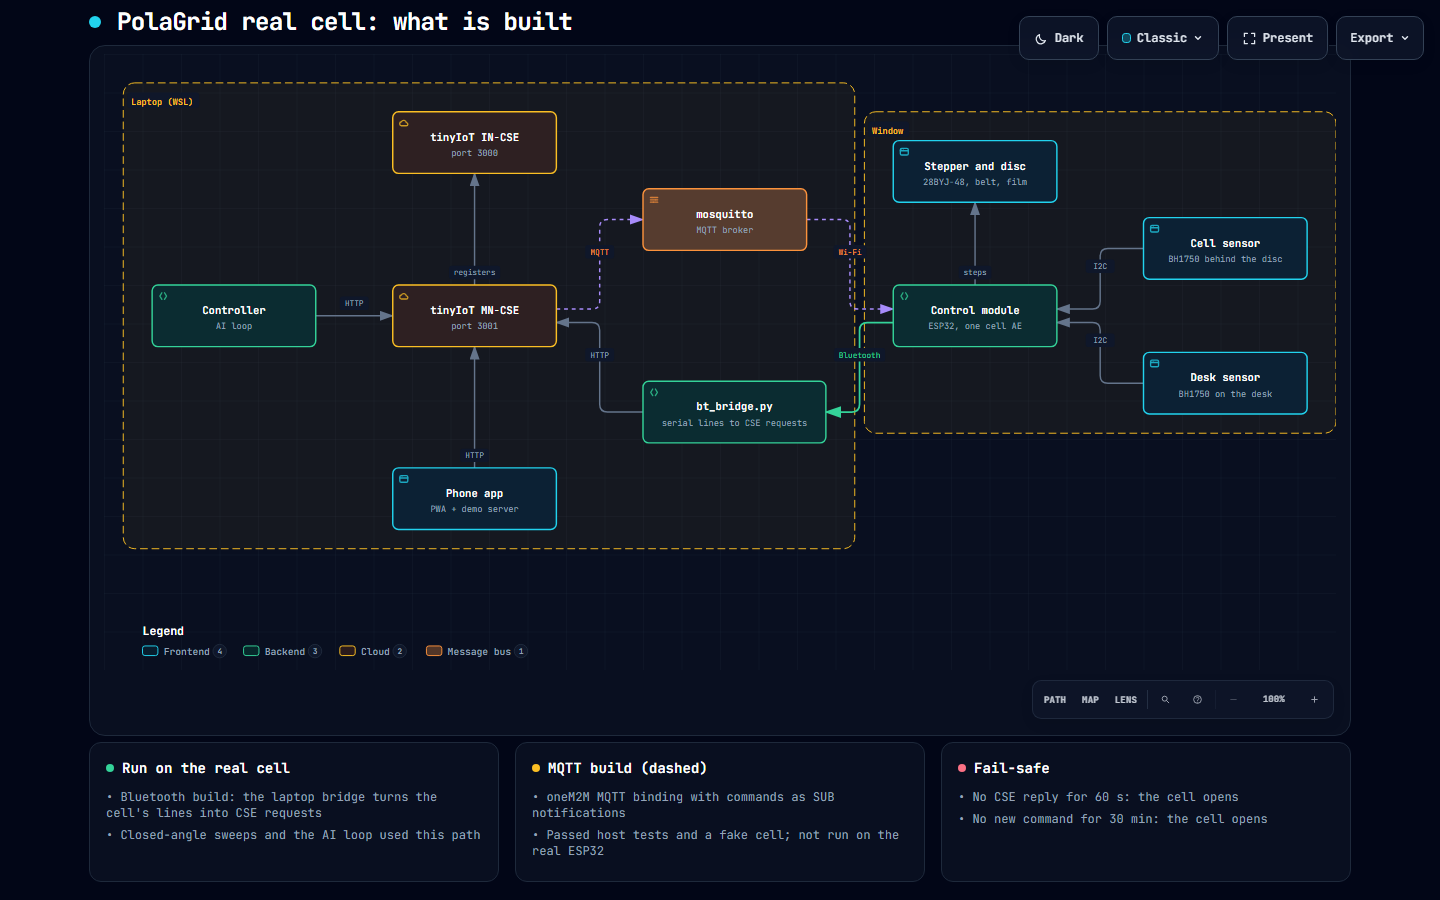 PolaGrid real cell: what is built
Dark
Classic
Present
Export
Laptop (WSL)
tinyIoT IN-CSE
port 3000
mosquitto
MQTT broker
MQTT
registers
Controller
AI loop
HTTP
tinyIoT MN-CSE
port 3001
HTTP
bt_bridge.py
serial lines to CSE requests
HTTP
Phone app
PWA + demo server
Wi-Fi
Bluetooth
Window
Stepper and disc
28BYJ-48, belt, film
steps
Control module
ESP32, one cell AE
I2C
Cell sensor
BH1750 behind the disc
I2C
Desk sensor
BH1750 on the desk
Legend
Frontend 4
Backend 3
Cloud 2
Message bus 1
PATH MAP LENS
− 100% +
Run on the real cell
• Bluetooth build: the laptop bridge turns the
cell's lines into CSE requests
• Closed-angle sweeps and the AI loop used this path
MQTT build (dashed)
• oneM2M MQTT binding with commands as SUB
notifications
• Passed host tests and a fake cell; not run on the
real ESP32
Fail-safe
• No CSE reply for 60 s: the cell opens
• No new command for 30 min: the cell opens